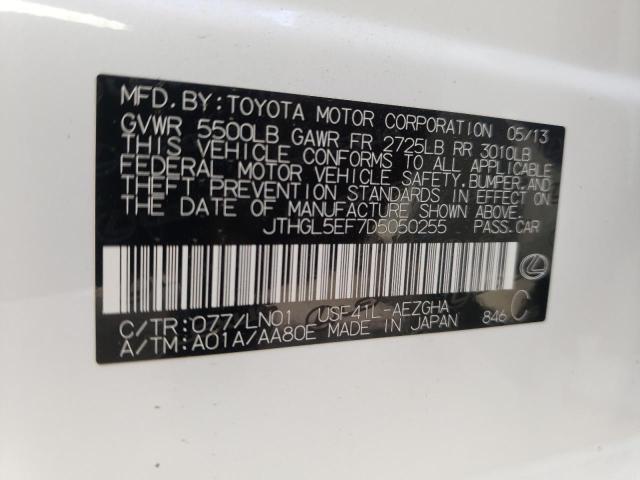 MFD. BY: TOYOTA MOTOR CORPORATION 05/13
GVWR 5500LB GAWR FR 2725LB RR 3010LB
THIS VEHICLE CONFORMS TO ALL APPLICABLE
FEDERAL MOTOR VEHICLE SAFETY, BUMPER, AND
THEFT PREVENTION STANDARDS IN EFFECT ON
THE DATE OF MANUFACTURE SHOWN ABOVE.
JTHGL5EF7D5050255 PASS. CAR
C/TR: 077/LN01 USF41L-AEZGHA
A/TM: A01A/AA80E MADE IN JAPAN 846 C